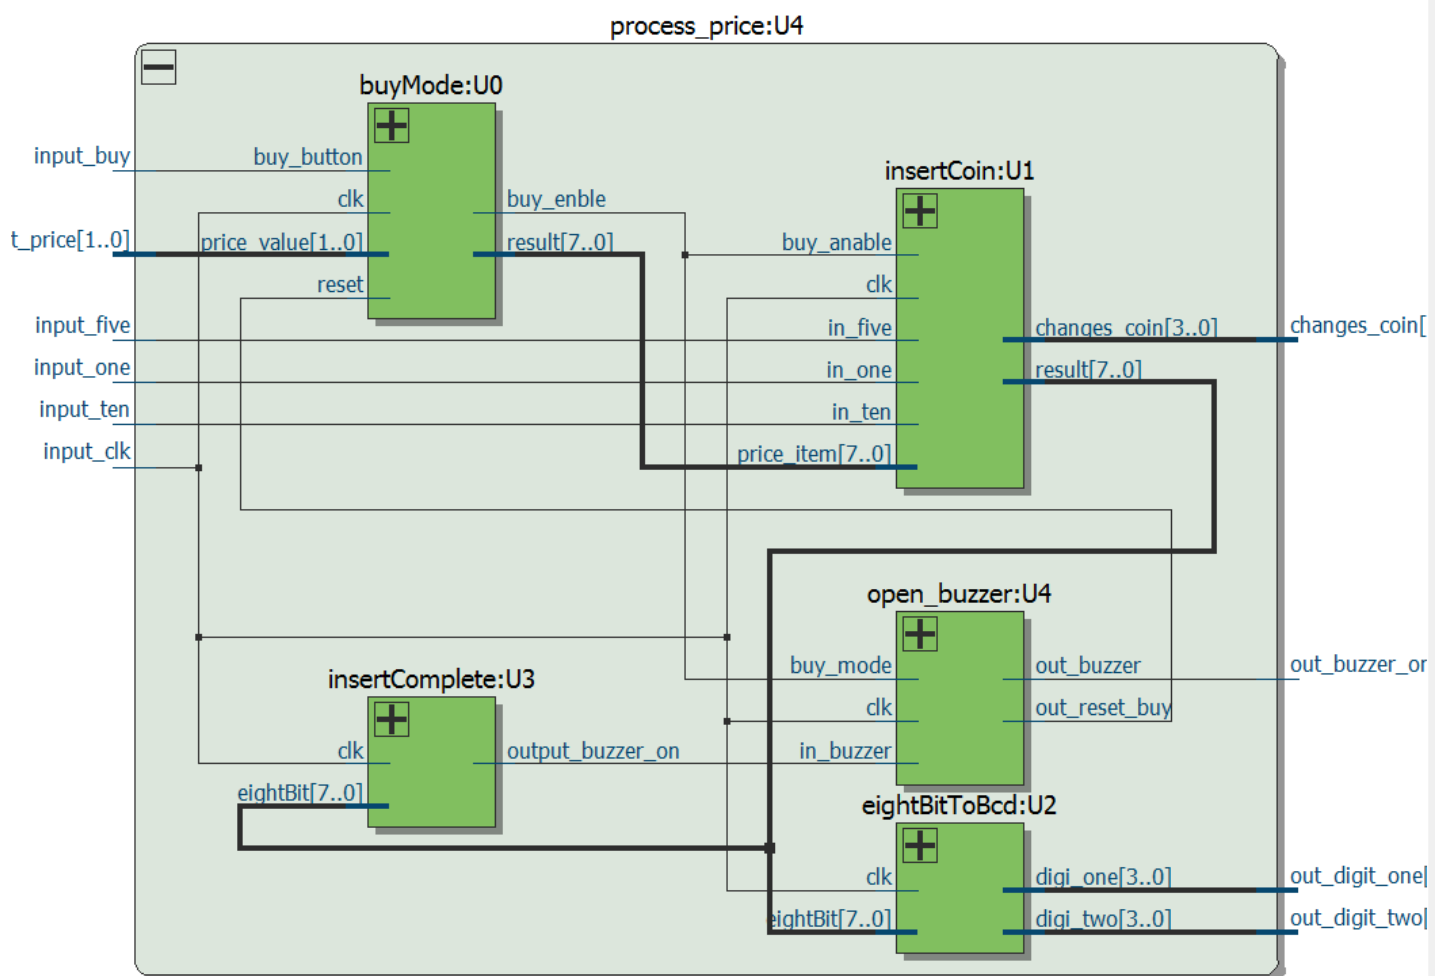 process_price:U4
buyMode:U0
input_buy
buy_button
clk
buy_enble
t_price[1..0]
price_value[1..0]
result[7..0]
reset
insertCoin:U1
buy_anable
clk
input_five
in_five
changes_coin[3..0]
changes_coin[
input_one
in_one
result[7..0]
input_ten
in_ten
input_clk
price_item[7..0]
open_buzzer:U4
buy_mode
out_buzzer
out_buzzer_or
clk
out_reset_buy
insertComplete:U3
clk
output_buzzer_on
in_buzzer
eightBit[7..0]
eightBitToBcd:U2
clk
digi_one[3..0]
out_digit_one[
eightBit[7..0]
digi_two[3..0]
out_digit_two[